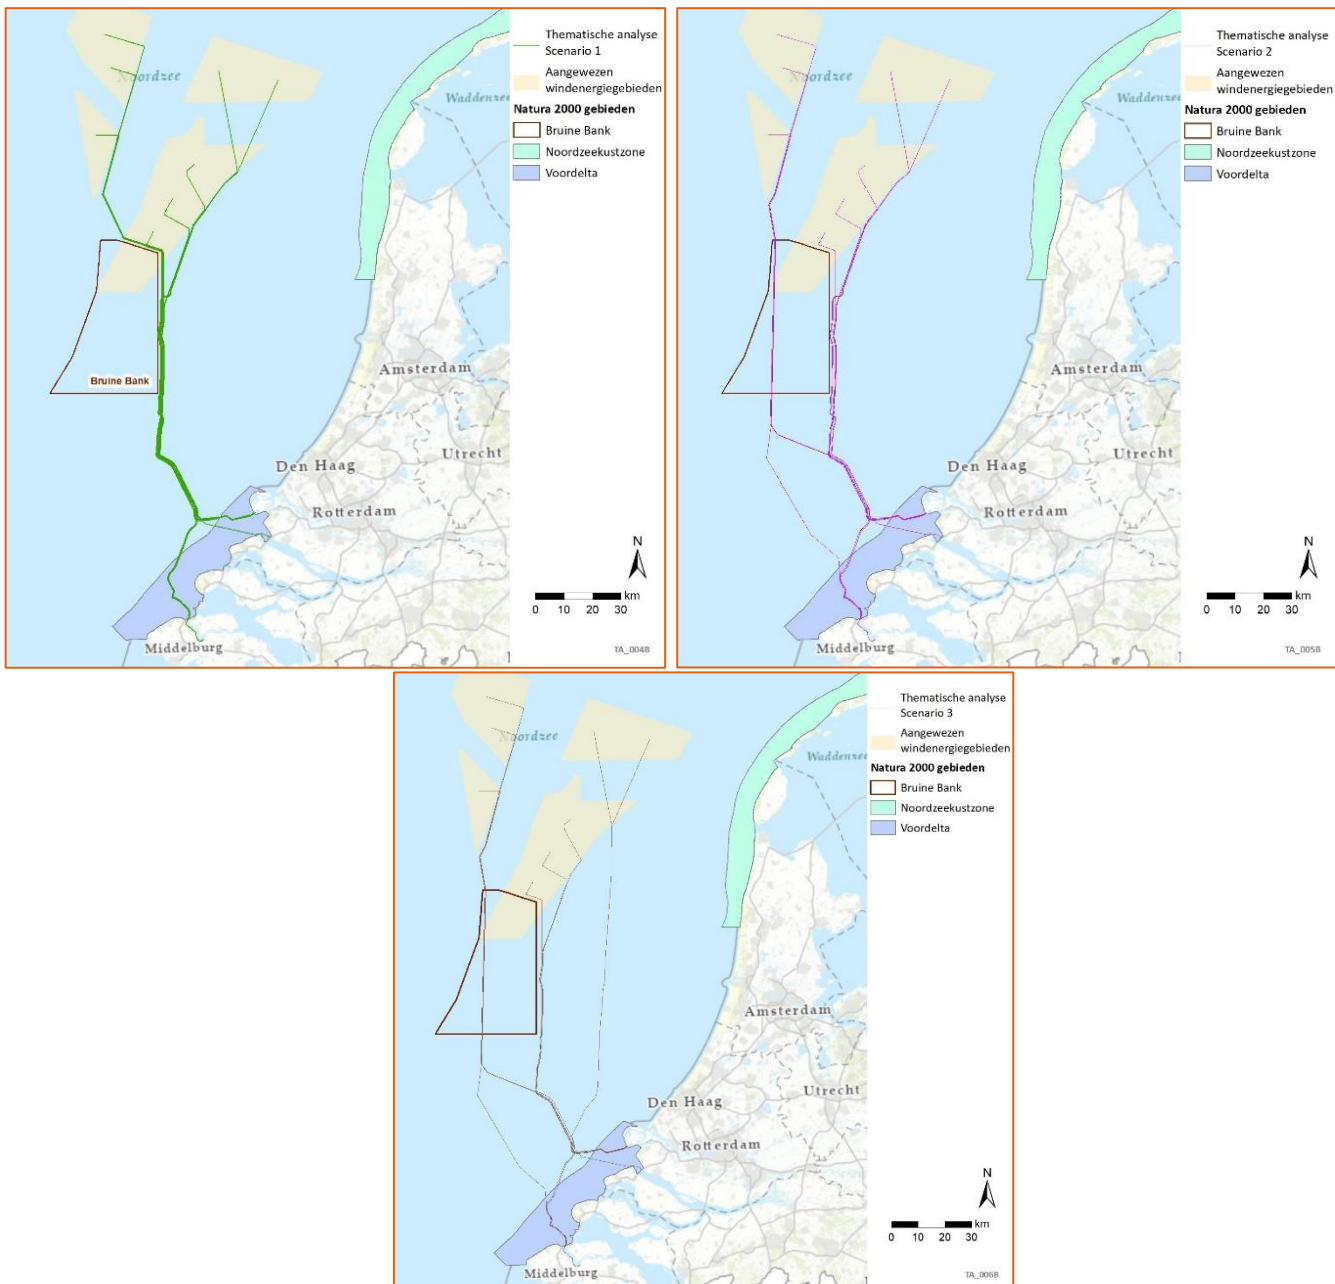 Thematische analyse
Scenario 1
Aangewezen
windenergiegebieden
Natura 2000 gebieden
Bruine Bank
Noordzeekustzone
Voordelta
Noordzee
Waddenzee
Bruine Bank
Amsterdam
Den Haag
Utrecht
Rotterdam
Middelburg
N
0 10 20 30 km
TA_004B
Thematische analyse
Scenario 2
Aangewezen
windenergiegebieden
Natura 2000 gebieden
Bruine Bank
Noordzeekustzone
Voordelta
Noordzee
Waddenze
Amsterdam
Den Haag
Utrecht
Rotterdam
Middelburg
N
0 10 20 30 km
TA_005B
Thematische analyse
Scenario 3
Aangewezen
windenergiegebieden
Natura 2000 gebieden
Bruine Bank
Noordzeekustzone
Voordelta
Noordzee
Waddenzee
Amsterdam
Den Haag
Utrecht
Rotterdam
Middelburg
N
0 10 20 30 km
TA_006B